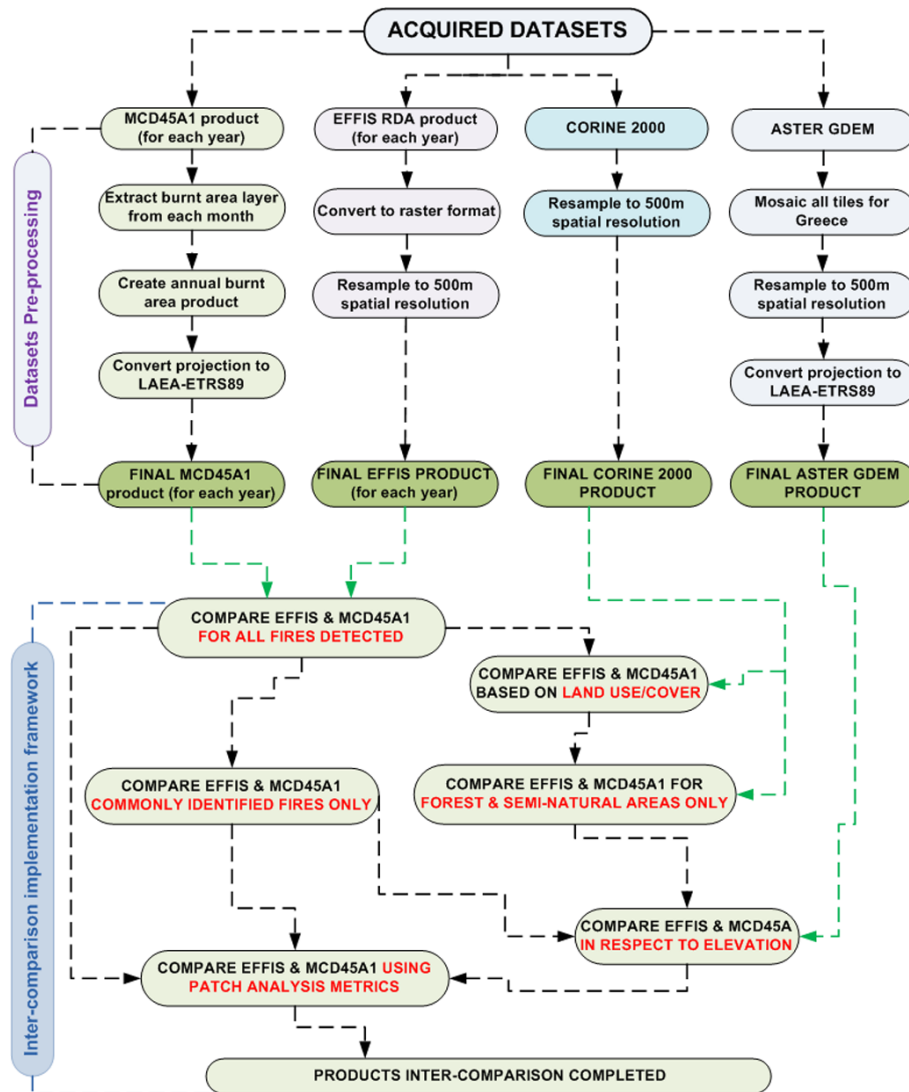 ACQUIRED DATASETS
MCD45A1 product
(for each year)
EFFIS RDA product
(for each year)
CORINE 2000
ASTER GDEM
Datasets Pre-processing
Extract burnt area layer
from each month
Convert to raster format
Resample to 500m
spatial resolution
Mosaic all tiles for
Greece
Create annual burnt
area product
Resample to 500m
spatial resolution
Resample to 500m
spatial resolution
Convert projection to
LAEA-ETRS89
Convert projection to
LAEA-ETRS89
FINAL MCD45A1
product (for each year)
FINAL EFFIS PRODUCT
(for each year)
FINAL CORINE 2000
PRODUCT
FINAL ASTER GDEM
PRODUCT
Inter-comparison implementation framework
COMPARE EFFIS & MCD45A1
FOR ALL FIRES DETECTED
COMPARE EFFIS & MCD45A1
BASED ON LAND USE/COVER
COMPARE EFFIS & MCD45A1
COMMONLY IDENTIFIED FIRES ONLY
COMPARE EFFIS & MCD45A1 FOR
FOREST & SEMI-NATURAL AREAS ONLY
COMPARE EFFIS & MCD45A
IN RESPECT TO ELEVATION
COMPARE EFFIS & MCD45A1 USING
PATCH ANALYSIS METRICS
PRODUCTS INTER-COMPARISON COMPLETED